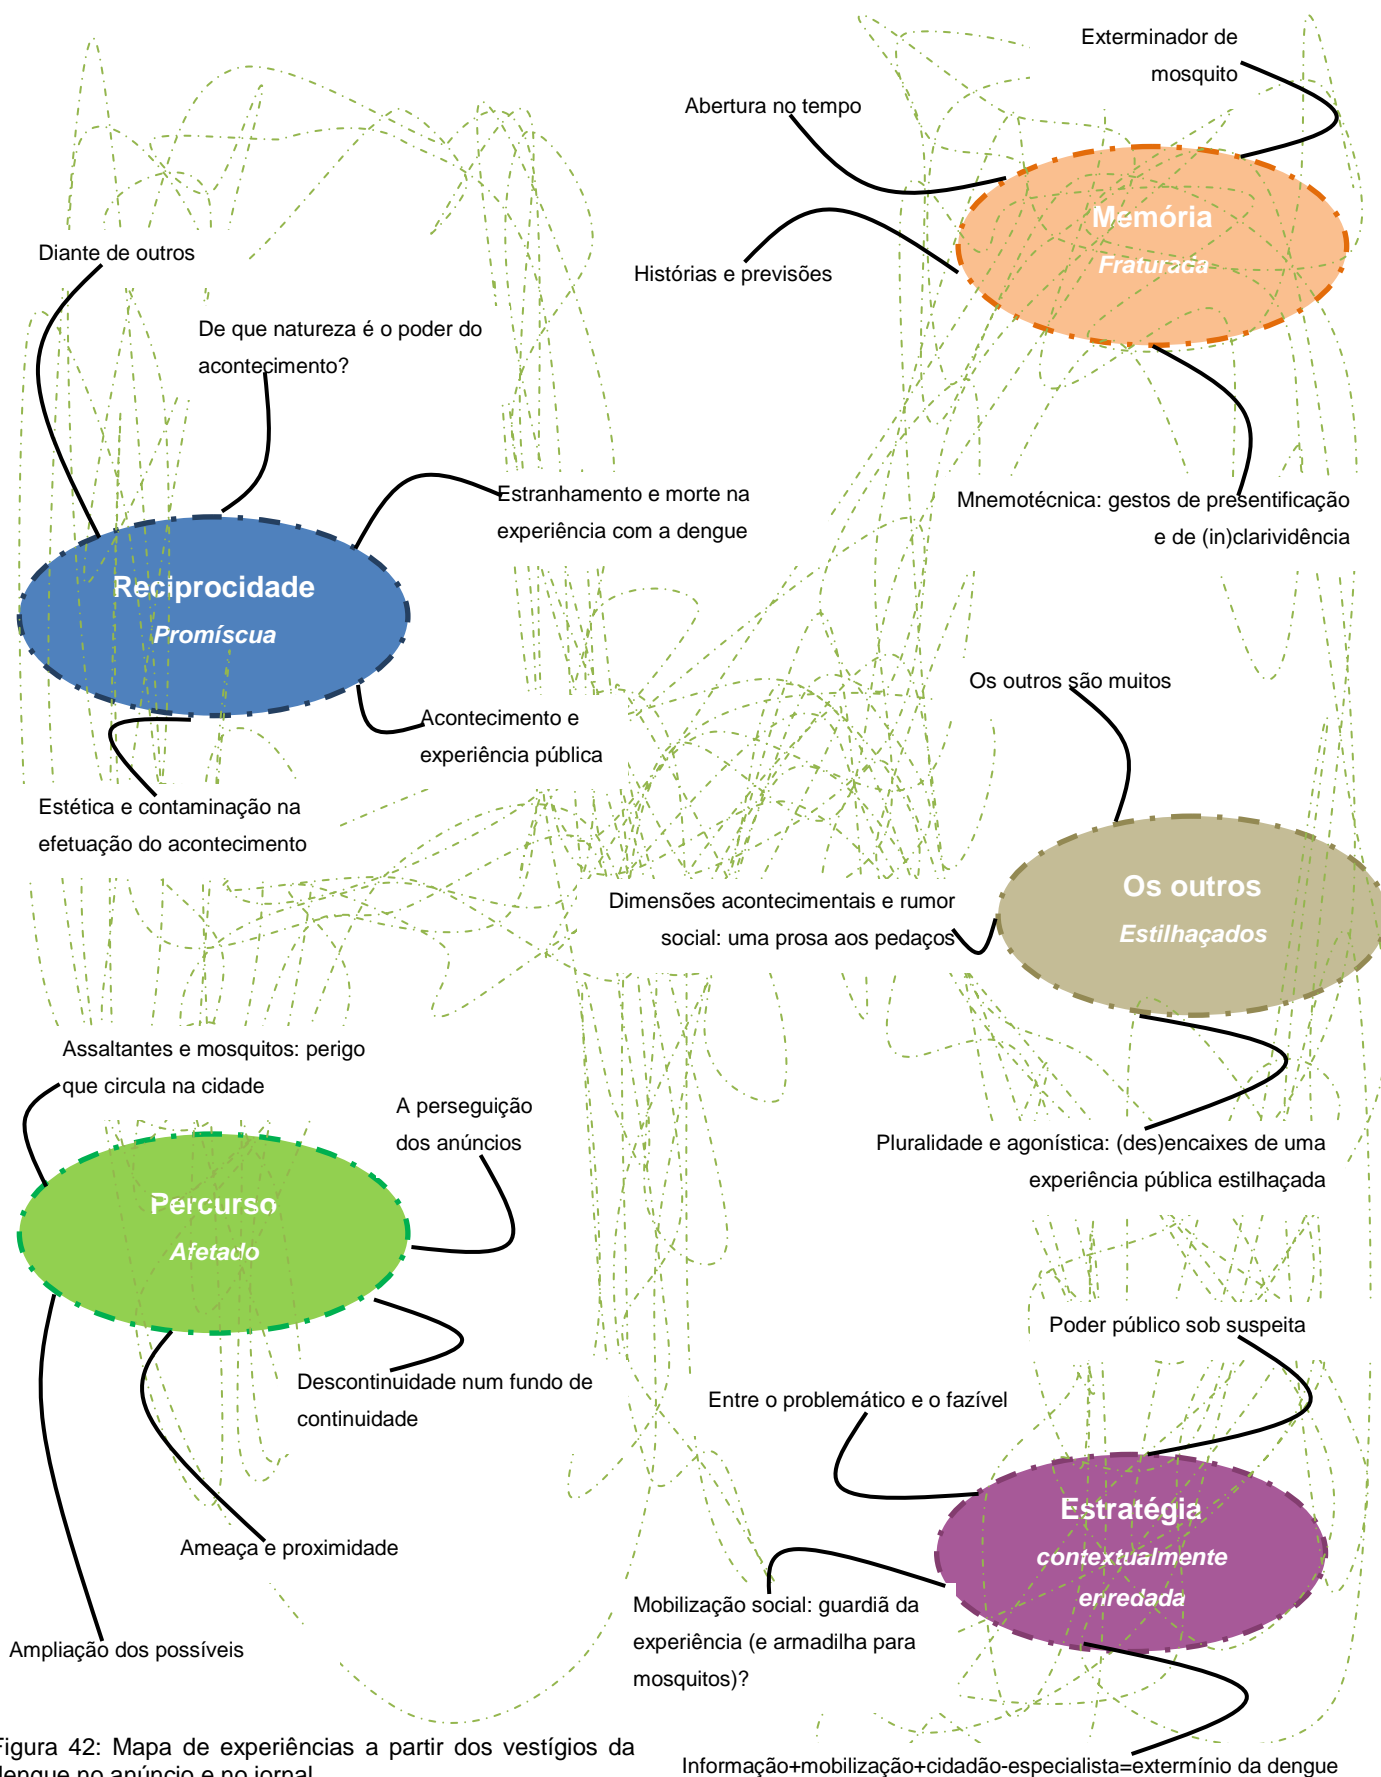 Exterminador de
mosquito
Abertura no tempo
Memória
Fraturada
Histórias e previsões
Diante de outros
De que natureza é o poder do
acontecimento?
Estranhamento e morte na
experiência com a dengue
Mnemotécnica: gestos de presentificação
e de (in)clarividência
Reciprocidade
Promíscua
Acontecimento e
experiência pública
Estética e contaminação na
efetuação do acontecimento
Os outros são muitos
Os outros
Estilhaçados
Dimensões acontecimentais e rumor
social: uma prosa aos pedaços
Assaltantes e mosquitos: perigo
que circula na cidade
A perseguição
dos anúncios
Pluralidade e agonística: (des)encaixes de uma
experiência pública estilhaçada
Percurso
Afetado
Descontinuidade num fundo de
continuidade
Ameaça e proximidade
Ampliação dos possíveis
Poder público sob suspeita
Entre o problemático e o fazível
Estratégia
contextualmente
enredada
Mobilização social: guardiã da
experiência (e armadilha para
mosquitos)?
Figura 42: Mapa de experiências a partir dos vestígios da
dengue no anúncio e no jornal
Informação+mobilização+cidadão-especialista=extermínio da dengue